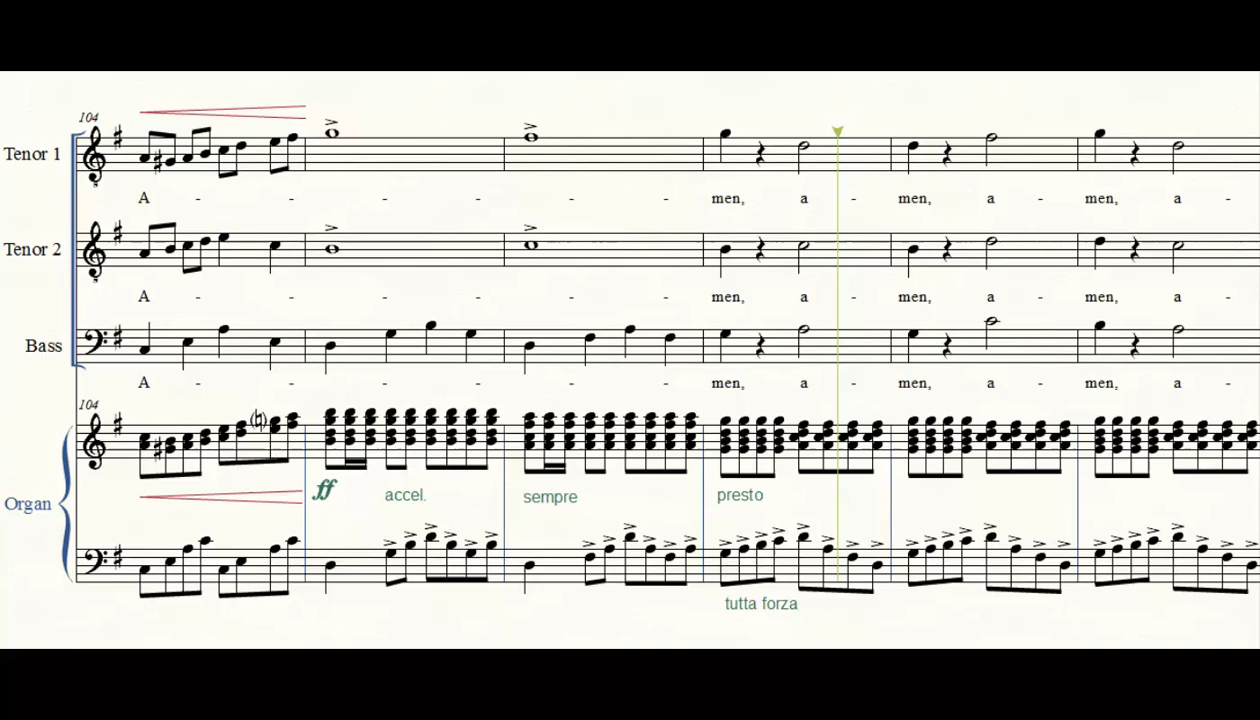 104
Tenor 1
A - - - - - men, a - men, a - men, a -
Tenor 2
A - - - - - men, a - men, a - men, a -
Bass
A - - - - - men, a - men, a - men, a -
104
Organ
ff accel. sempre presto
tutta forza